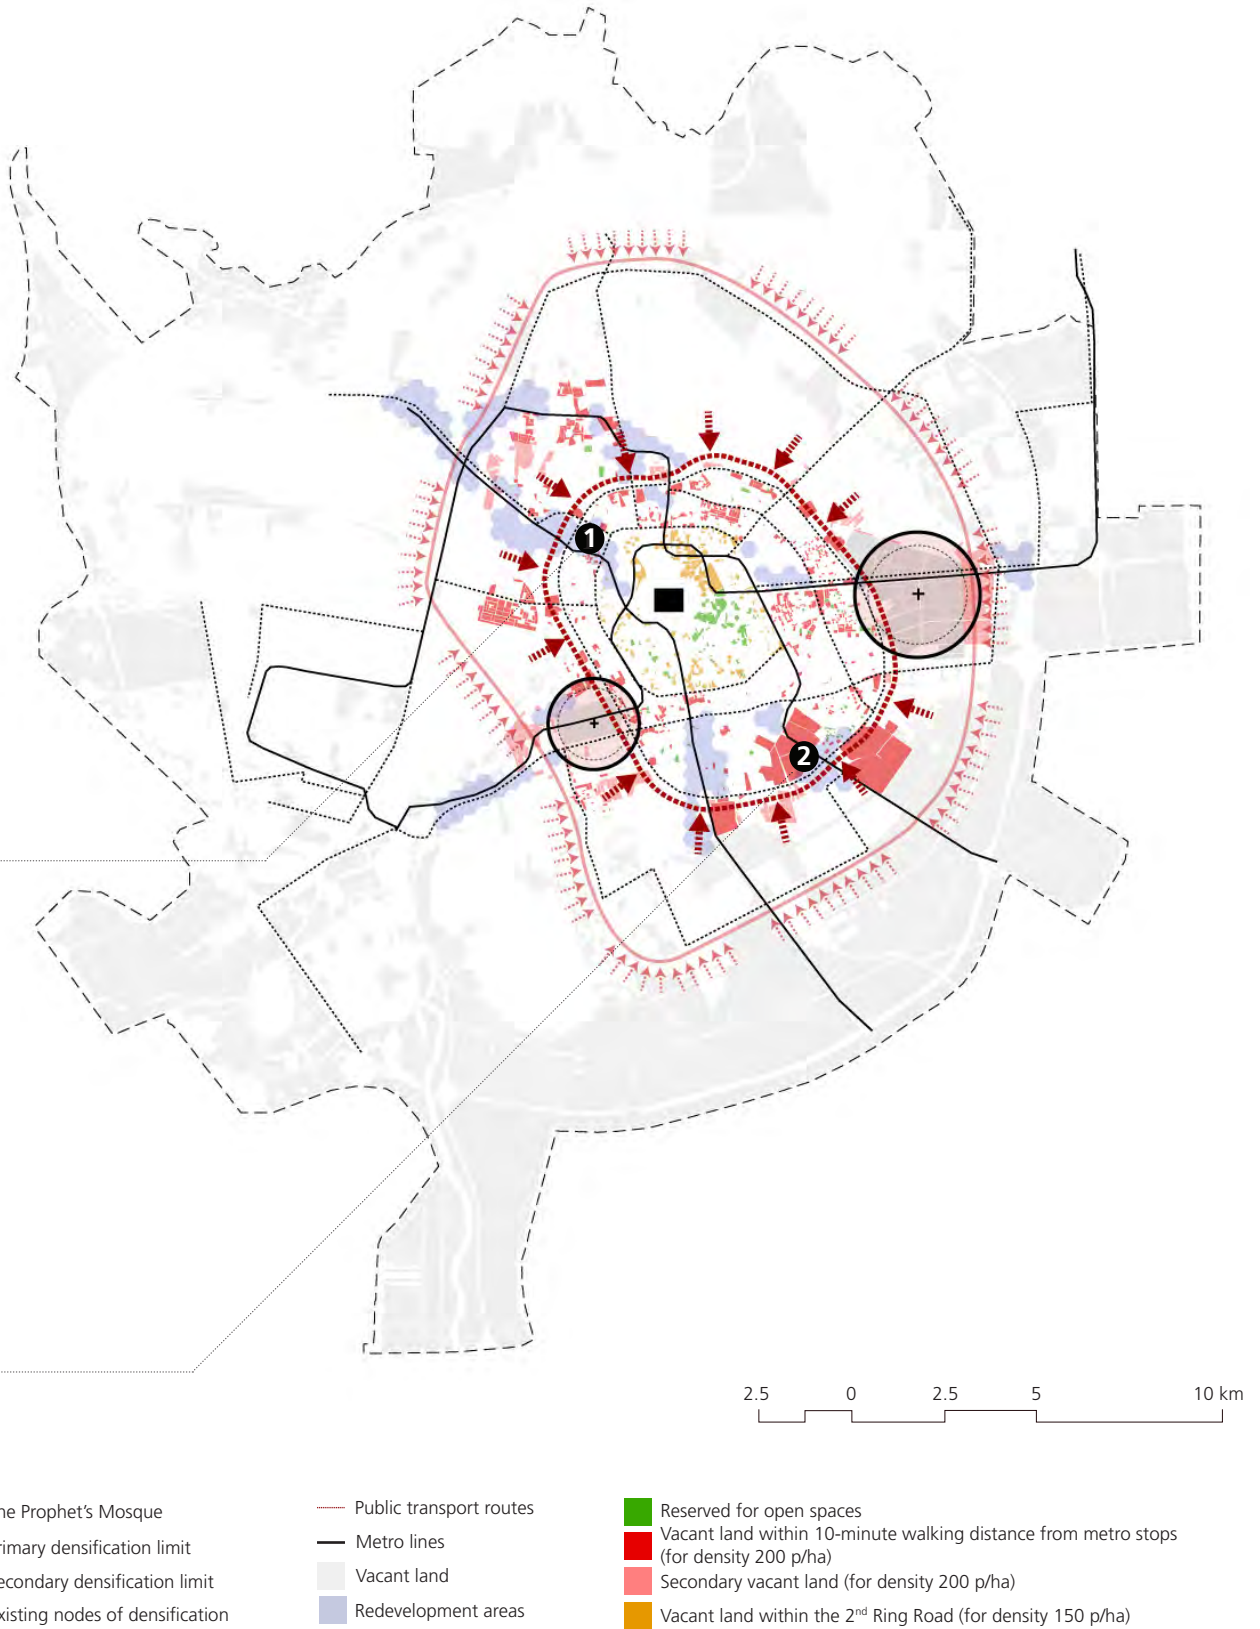 1
2
2.5 0 2.5 5 10 km
he Prophet's Mosque
rimary densification limit
econdary densification limit
xisting nodes of densification
Public transport routes
Metro lines
Vacant land
Redevelopment areas
Reserved for open spaces
Vacant land within 10-minute walking distance from metro stops
(for density 200 p/ha)
Secondary vacant land (for density 200 p/ha)
Vacant land within the 2nd Ring Road (for density 150 p/ha)